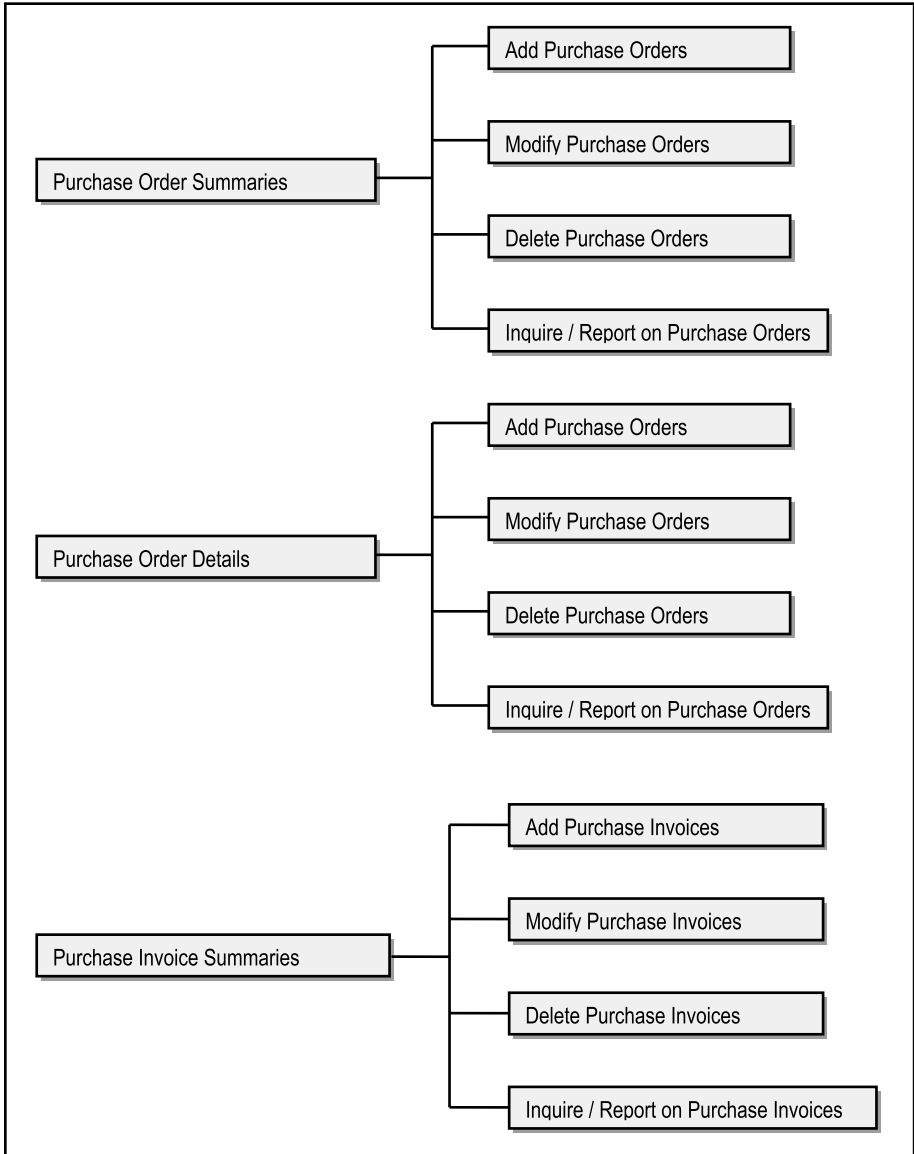 Purchase Order Summaries
Add Purchase Orders
Modify Purchase Orders
Delete Purchase Orders
Inquire / Report on Purchase Orders
Purchase Order Details
Add Purchase Orders
Modify Purchase Orders
Delete Purchase Orders
Inquire / Report on Purchase Orders
Purchase Invoice Summaries
Add Purchase Invoices
Modify Purchase Invoices
Delete Purchase Invoices
Inquire / Report on Purchase Invoices